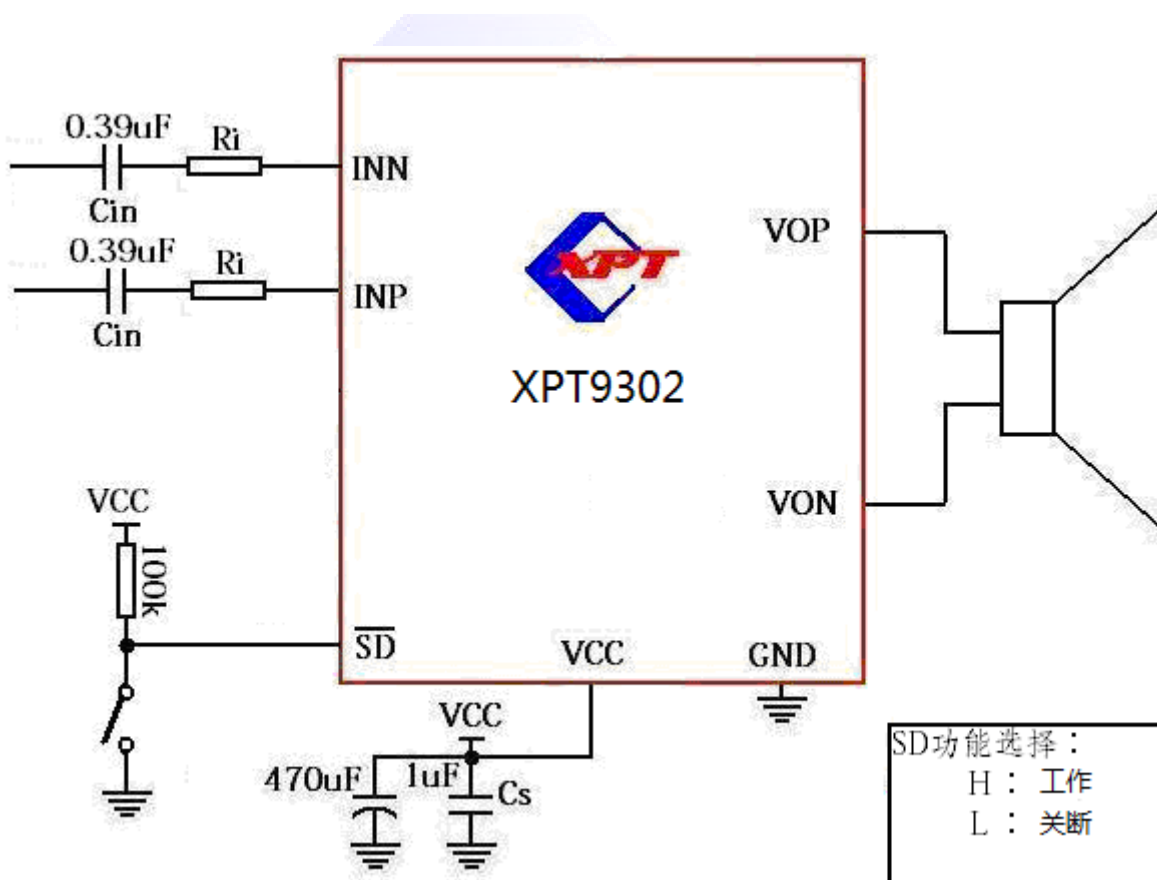 0.39uF
Ri
INN
Cin
0.39uF
Ri
INP
Cin
XPT
XPT9302
VOP
VON
VCC
100k
SD
VCC
GND
VCC
470uF
1uF
Cs
SD功能选择：
H：工作
L：关断